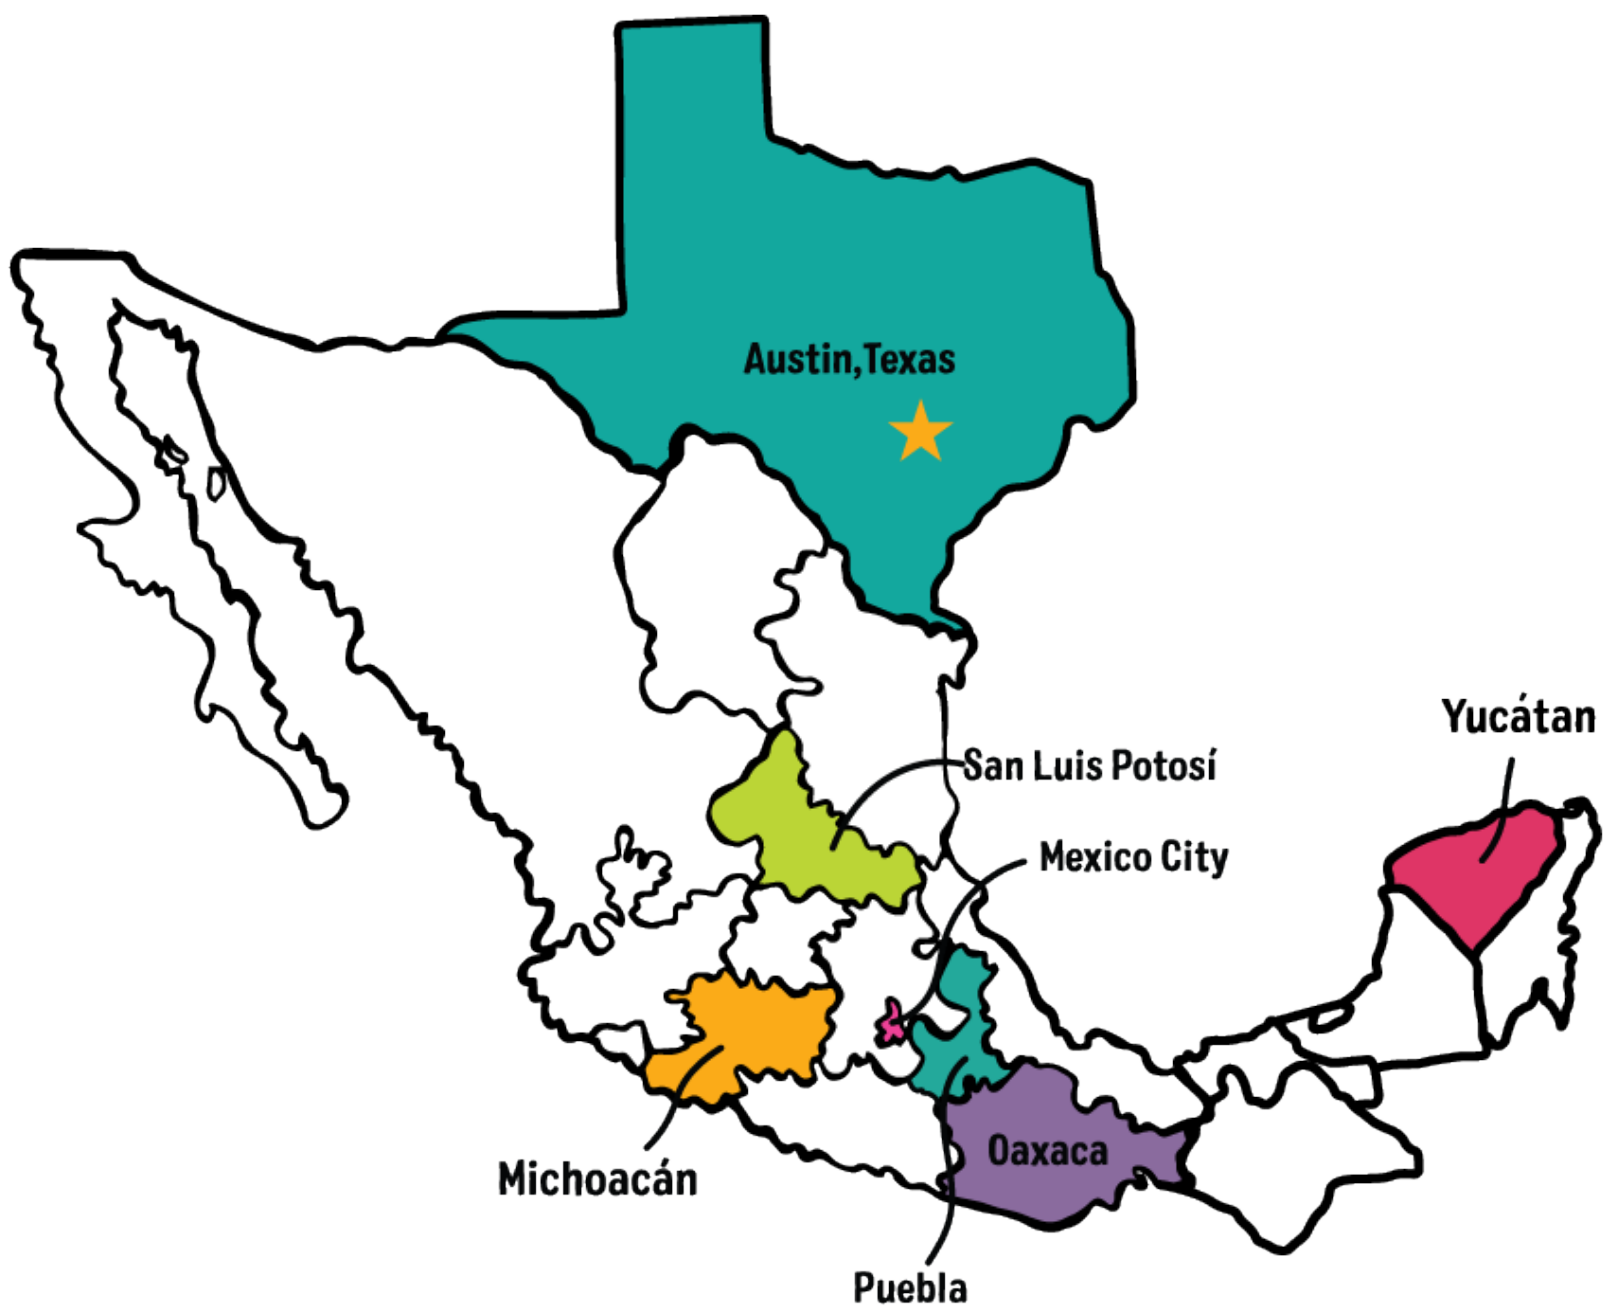 Austin,Texas
Yucátan
San Luis Potosí
Mexico City
Oaxaca
Michoacán
Puebla